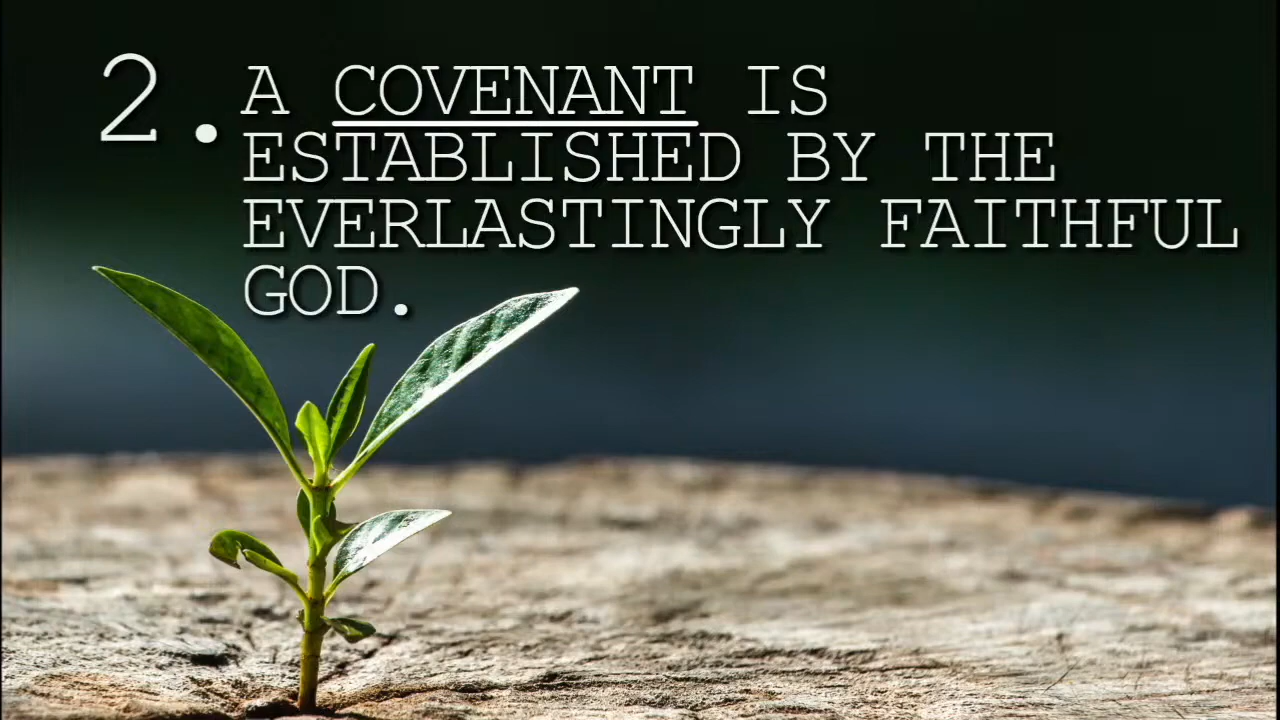 2. A COVENANT IS
ESTABLISHED BY THE
EVERLASTINGLY FAITHFUL
GOD.